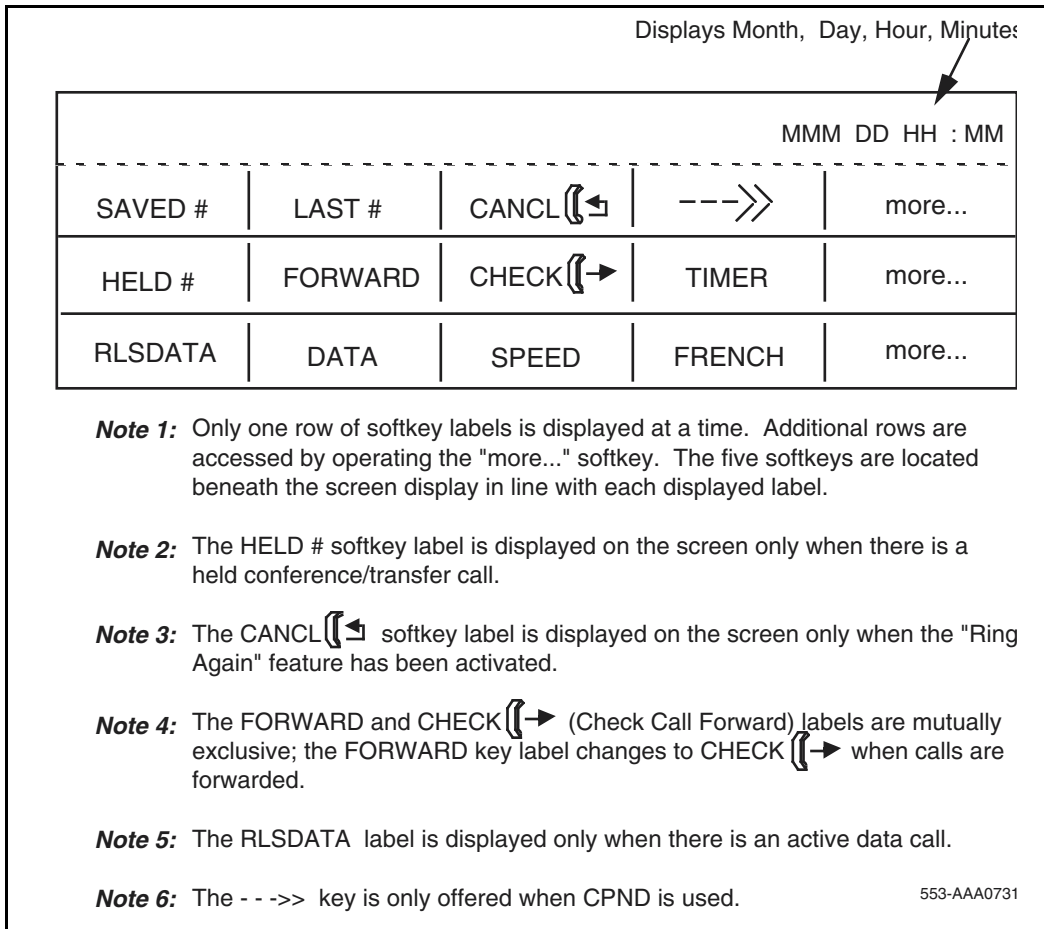 Displays Month, Day, Hour, Minutes
MMM DD HH : MM
SAVED # LAST # CANCL --->> more...
HELD # FORWARD CHECK TIMER more...
RLSDATA DATA SPEED FRENCH more...
Note 1: Only one row of softkey labels is displayed at a time. Additional rows are
accessed by operating the "more..." softkey. The five softkeys are located
beneath the screen display in line with each displayed label.
Note 2: The HELD # softkey label is displayed on the screen only when there is a
held conference/transfer call.
Note 3: The CANCL softkey label is displayed on the screen only when the "Ring
Again" feature has been activated.
Note 4: The FORWARD and CHECK (Check Call Forward) labels are mutually
exclusive; the FORWARD key label changes to CHECK when calls are
forwarded.
Note 5: The RLSDATA label is displayed only when there is an active data call.
Note 6: The - - ->> key is only offered when CPND is used.
553-AAA0731